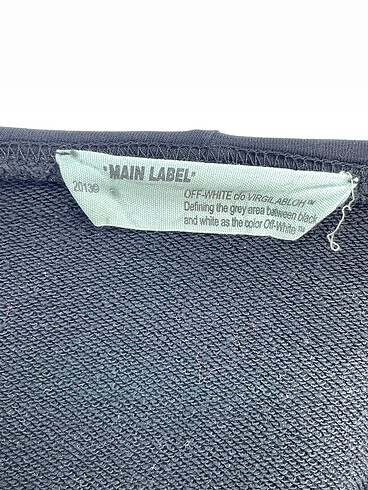 "MAIN LABEL"
2013©
OFF-WHITE c/o VIRGILABLOH™
Defining the grey area between black
and white as the color Off-White™